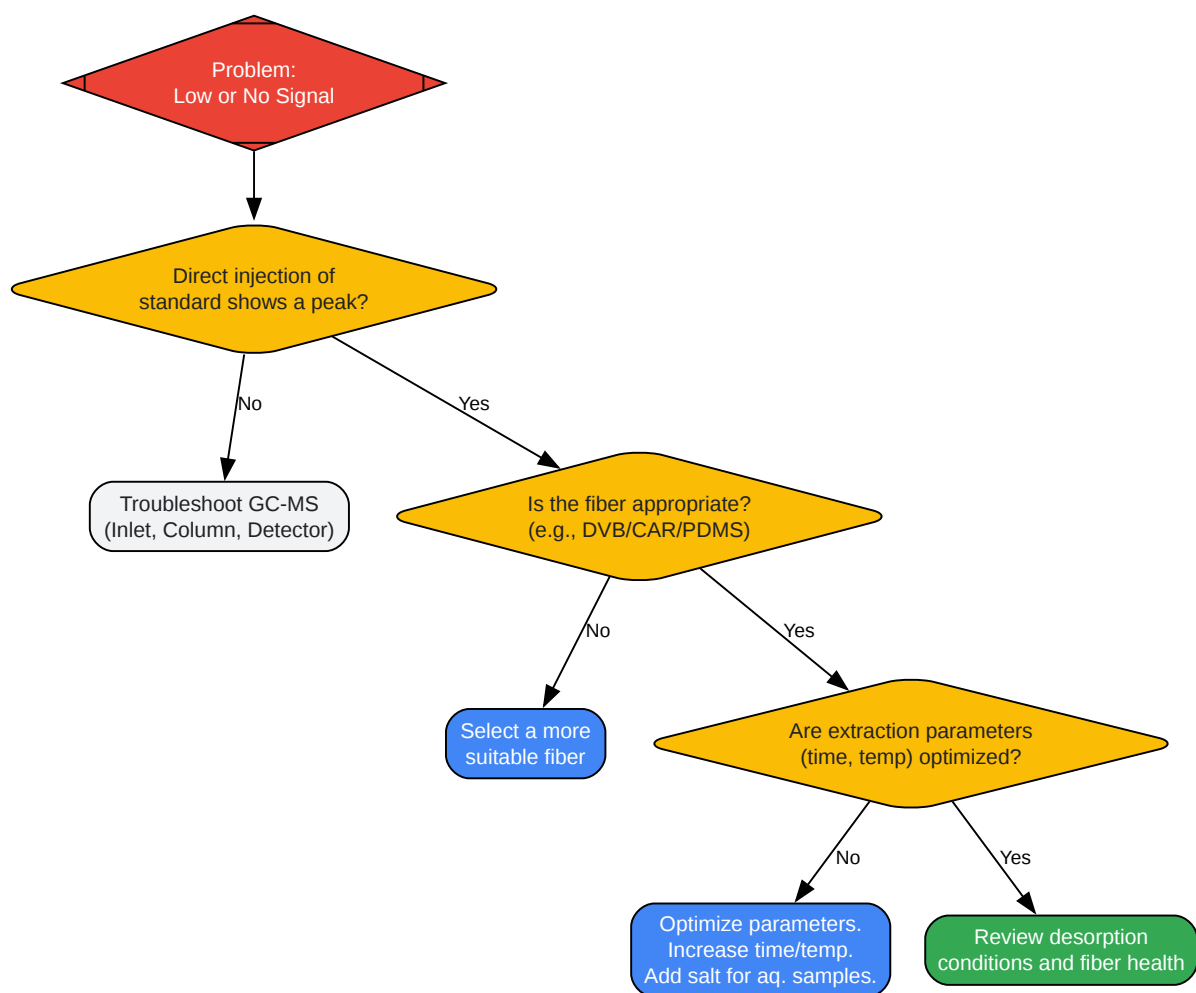 Problem:
Low or No Signal
Direct injection of
standard shows a peak?
No
Yes
Troubleshoot GC-MS
(Inlet, Column, Detector)
Is the fiber appropriate?
(e.g., DVB/CAR/PDMS)
No
Yes
Select a more
suitable fiber
Are extraction parameters
(time, temp) optimized?
No
Yes
Optimize parameters.
Increase time/temp.
Add salt for aq. samples.
Review desorption
conditions and fiber health